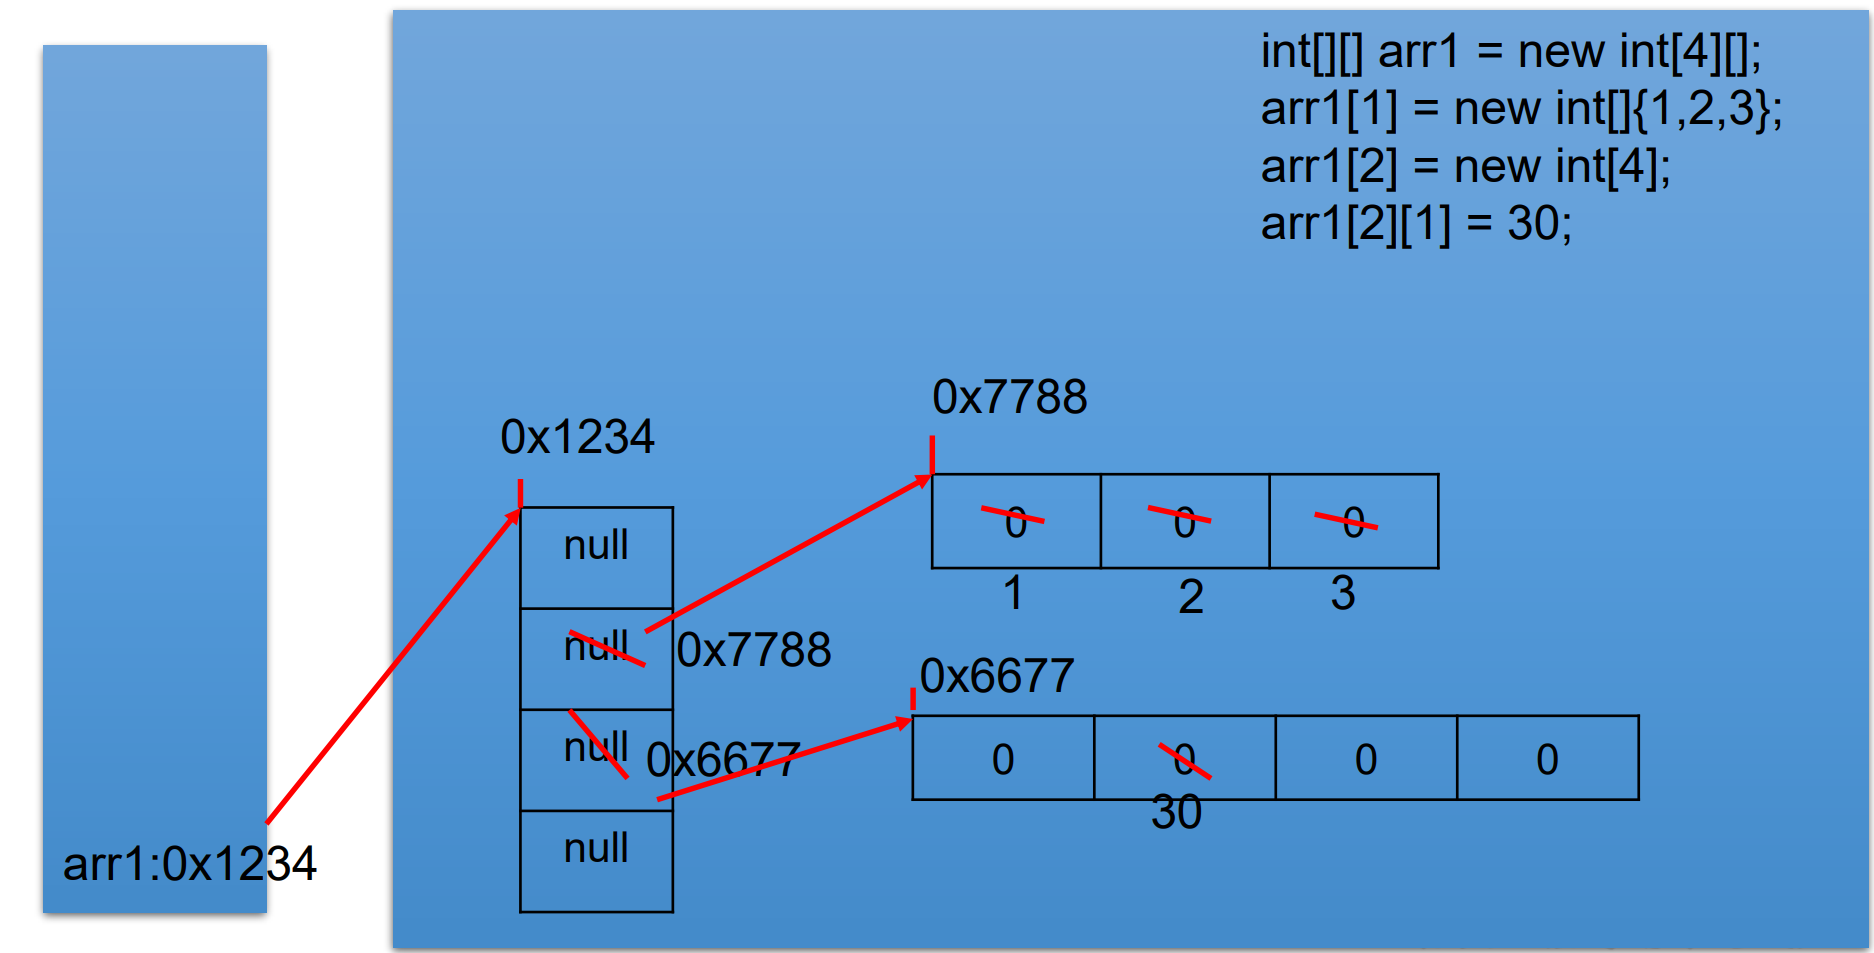 int[][] arr1 = new int[4][];
arr1[1] = new int[]{1,2,3};
arr1[2] = new int[4];
arr1[2][1] = 30;
0x7788
0x1234
null
0 0 0
1 2 3
null 0x7788
0x6677
null 0x6677
0 0 0 0
30
null
arr1:0x1234